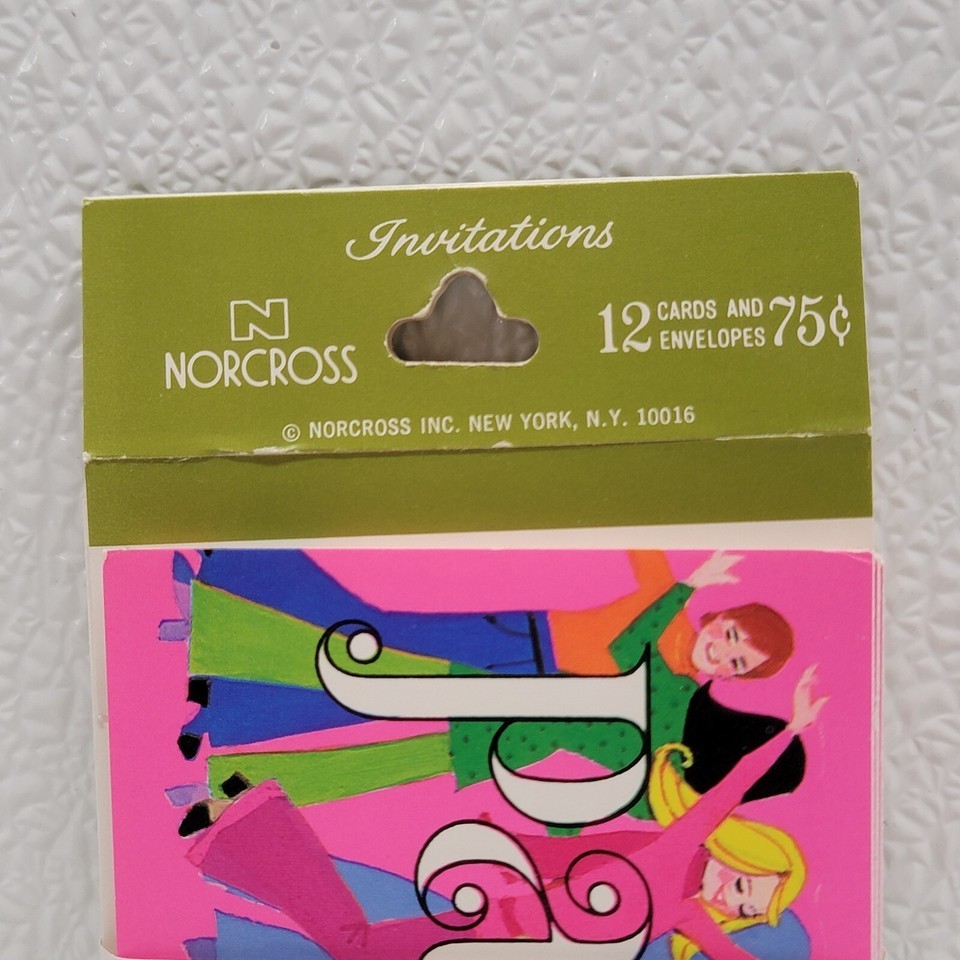 Invitations
N
NORCROSS
12 CARDS AND
ENVELOPES 75¢
© NORCROSS INC. NEW YORK, N.Y. 10016